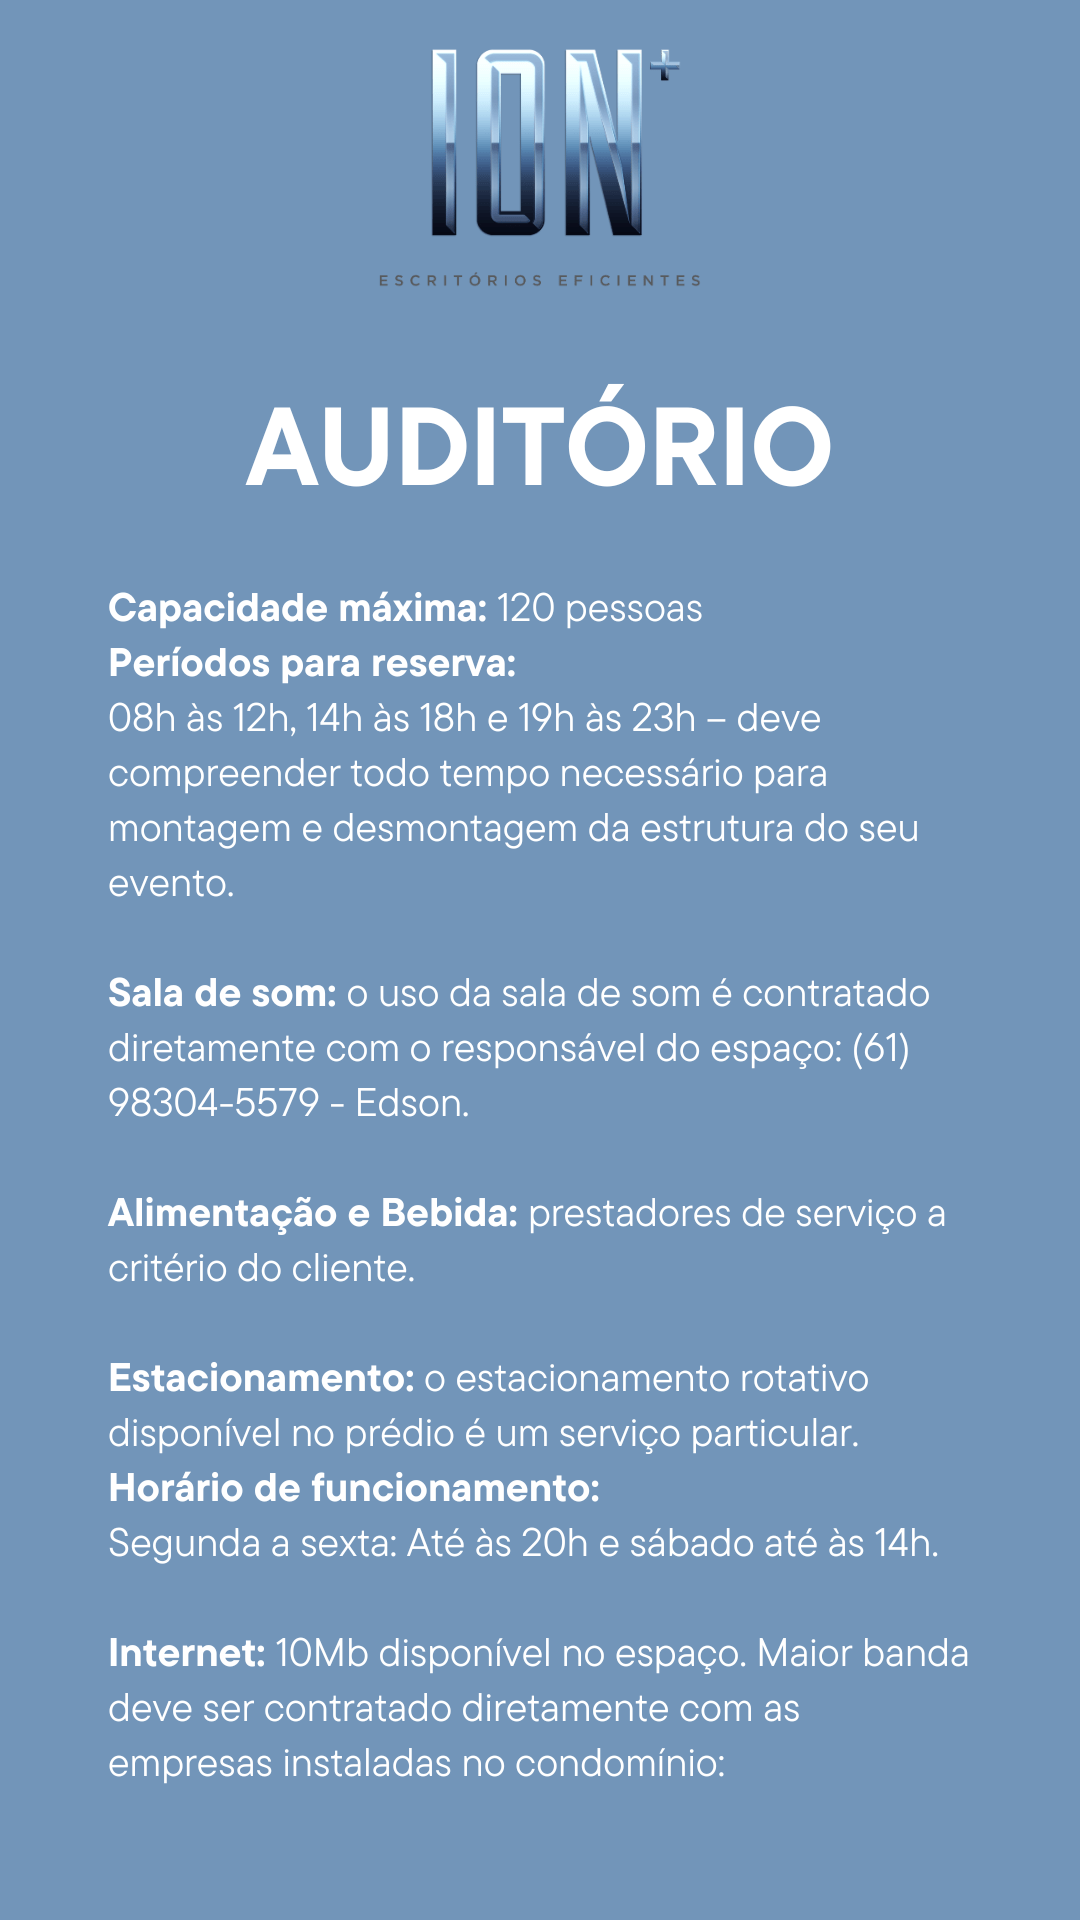 ION+
ESCRITÓRIOS EFICIENTES
AUDITÓRIO
Capacidade máxima: 120 pessoas
Períodos para reserva:
08h às 12h, 14h às 18h e 19h às 23h – deve
compreender todo tempo necessário para
montagem e desmontagem da estrutura do seu
evento.
Sala de som: o uso da sala de som é contratado
diretamente com o responsável do espaço: (61)
98304-5579 - Edson.
Alimentação e Bebida: prestadores de serviço a
critério do cliente.
Estacionamento: o estacionamento rotativo
disponível no prédio é um serviço particular.
Horário de funcionamento:
Segunda a sexta: Até às 20h e sábado até às 14h.
Internet: 10Mb disponível no espaço. Maior banda
deve ser contratado diretamente com as
empresas instaladas no condomínio: